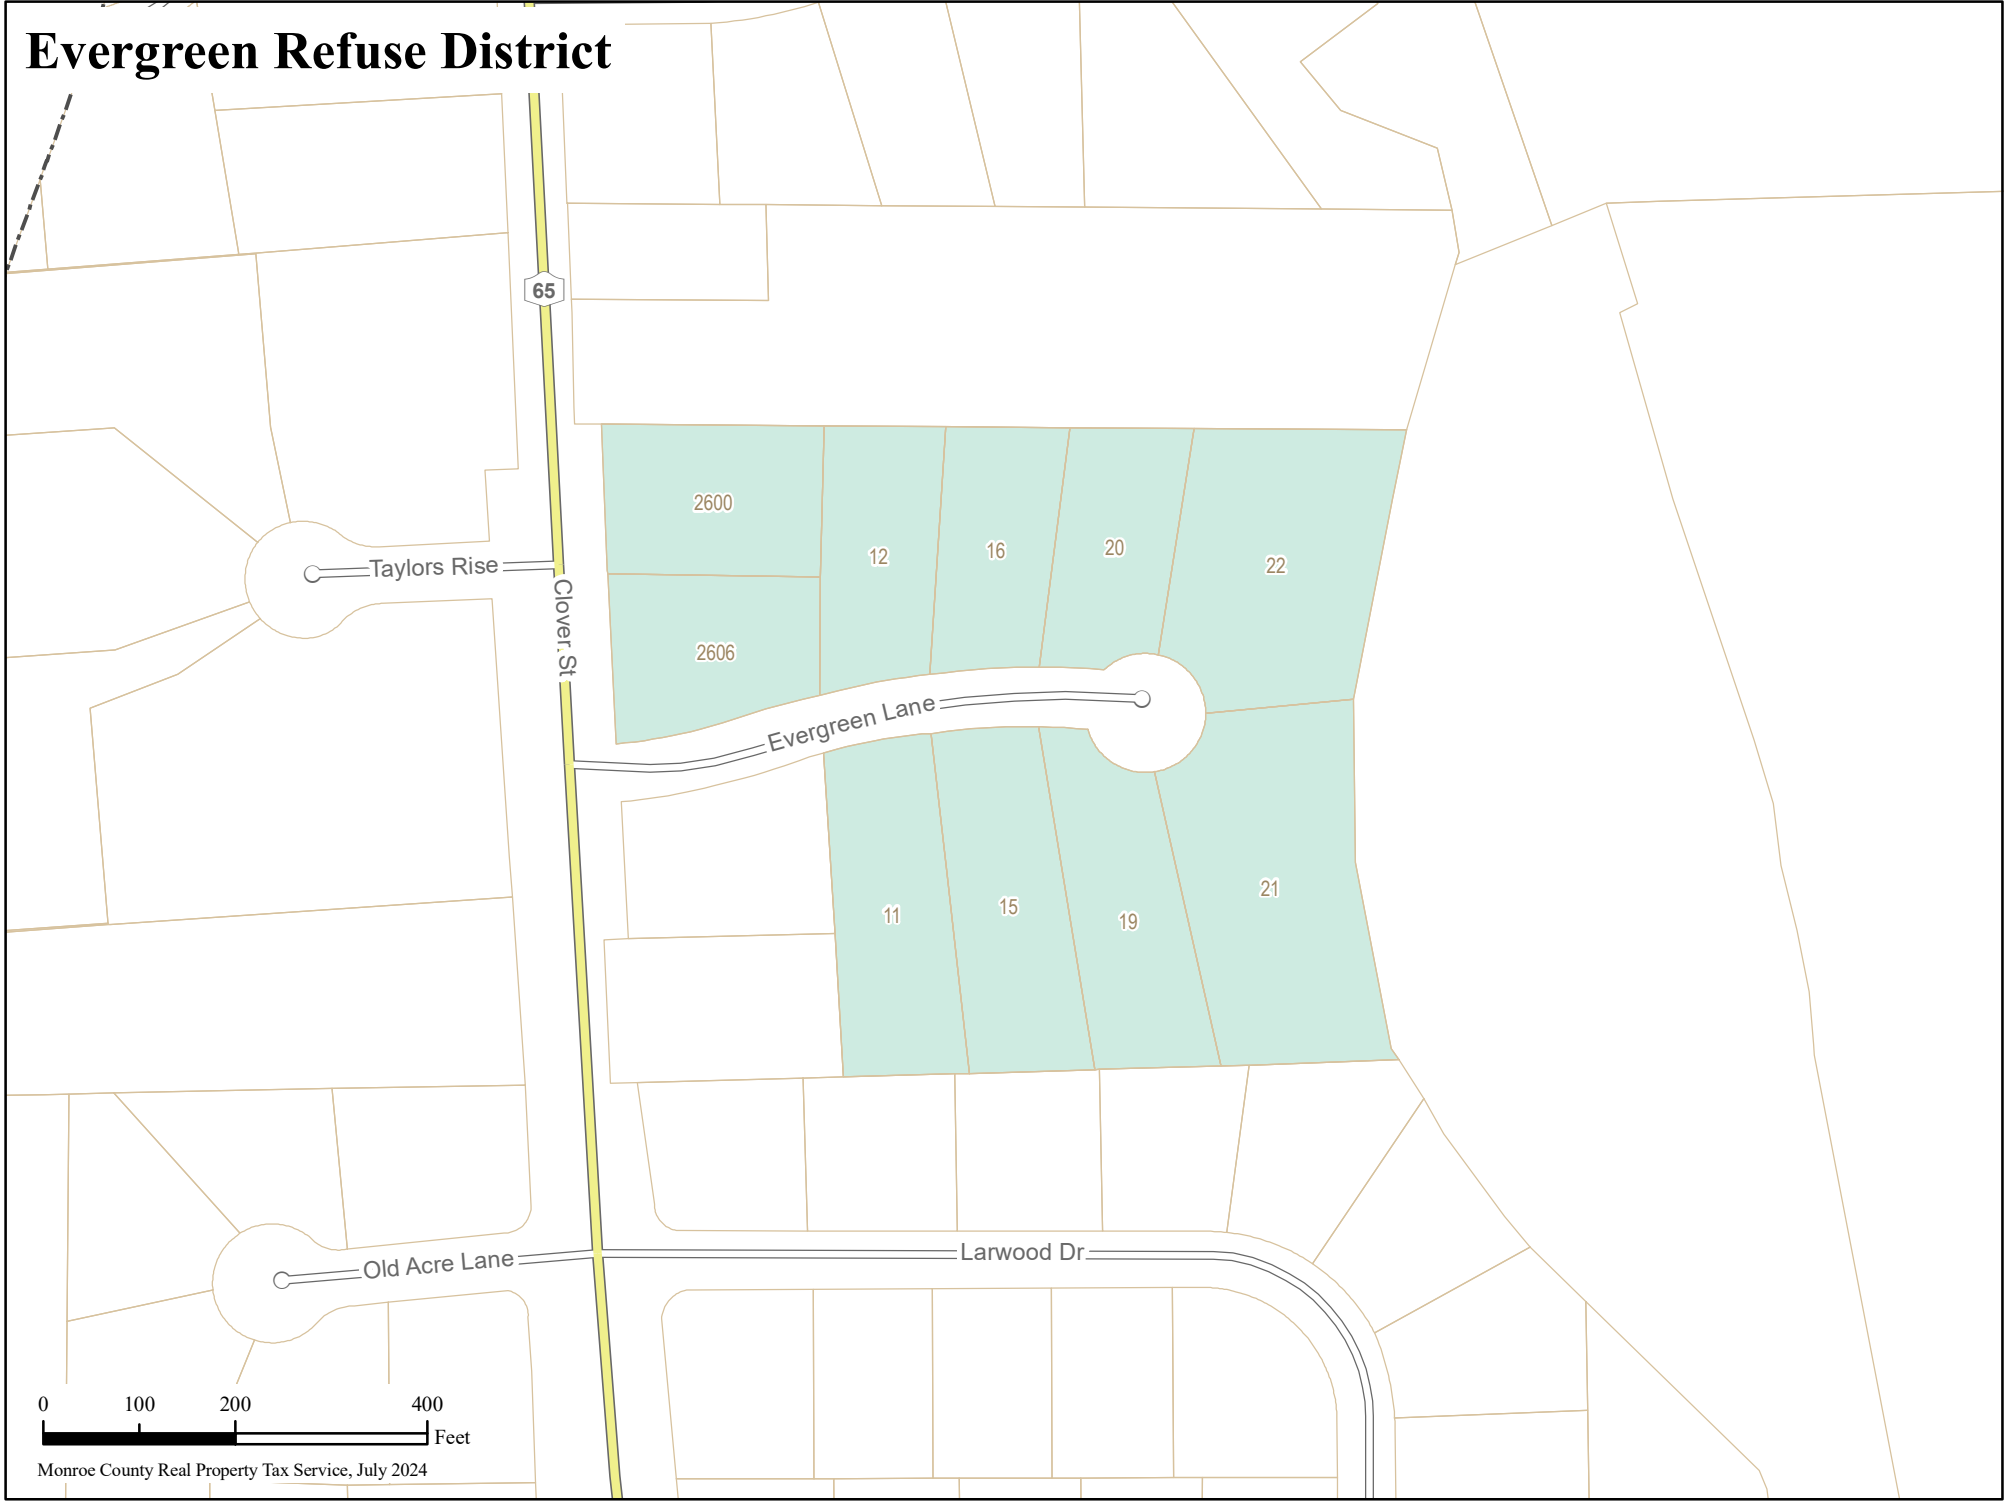 Evergreen Refuse District
65
2600
12
16
20
22
Taylors Rise
Clover St
2606
Evergreen Lane
11
15
19
21
Old Acre Lane
Larwood Dr
0 100 200 400
Feet
Monroe County Real Property Tax Service, July 2024